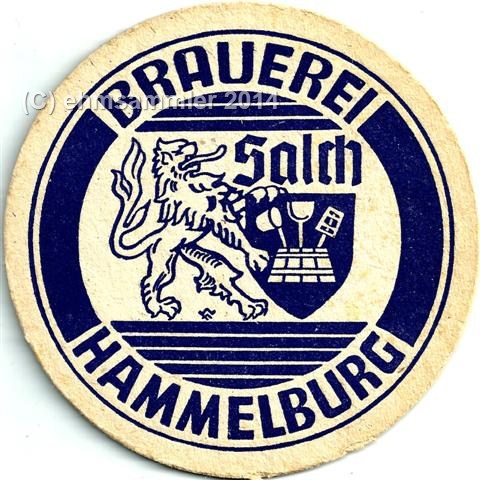 BRAUEREI
(C) ehmsammler 2014
Salch
HAMMELBURG